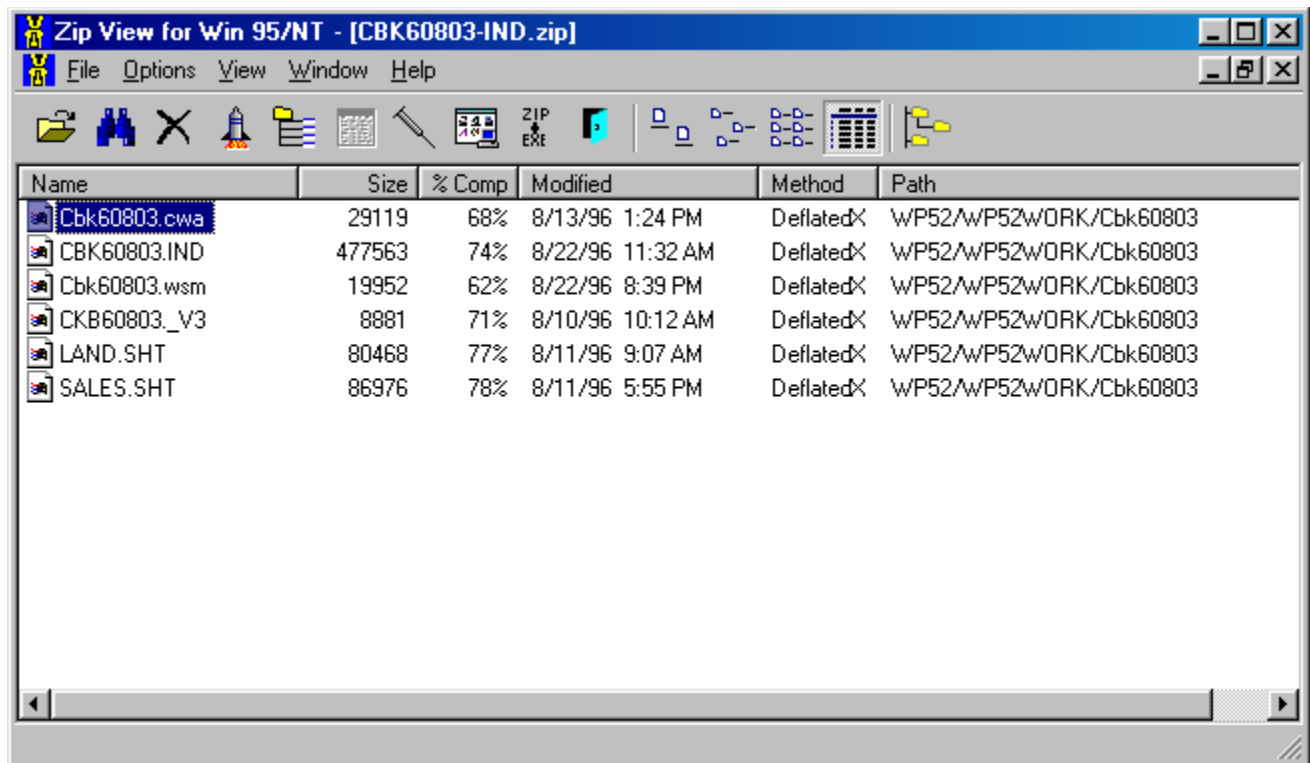 Zip View for Win 95/NT - [CBK60803-IND.zip]
File Options View Window Help
ZIP
EXE
Name Size % Comp Modified Method Path
Cbk60803.cwa 29119 68% 8/13/96 1:24 PM DeflatedX WP52/WP52WORK/Cbk60803
CBK60803.IND 477563 74% 8/22/96 11:32 AM DeflatedX WP52/WP52WORK/Cbk60803
Cbk60803.wsm 19952 62% 8/22/96 8:39 PM DeflatedX WP52/WP52WORK/Cbk60803
CKB60803._V3 8881 71% 8/10/96 10:12 AM DeflatedX WP52/WP52WORK/Cbk60803
LAND.SHT 80468 77% 8/11/96 9:07 AM DeflatedX WP52/WP52WORK/Cbk60803
SALES.SHT 86976 78% 8/11/96 5:55 PM DeflatedX WP52/WP52WORK/Cbk60803